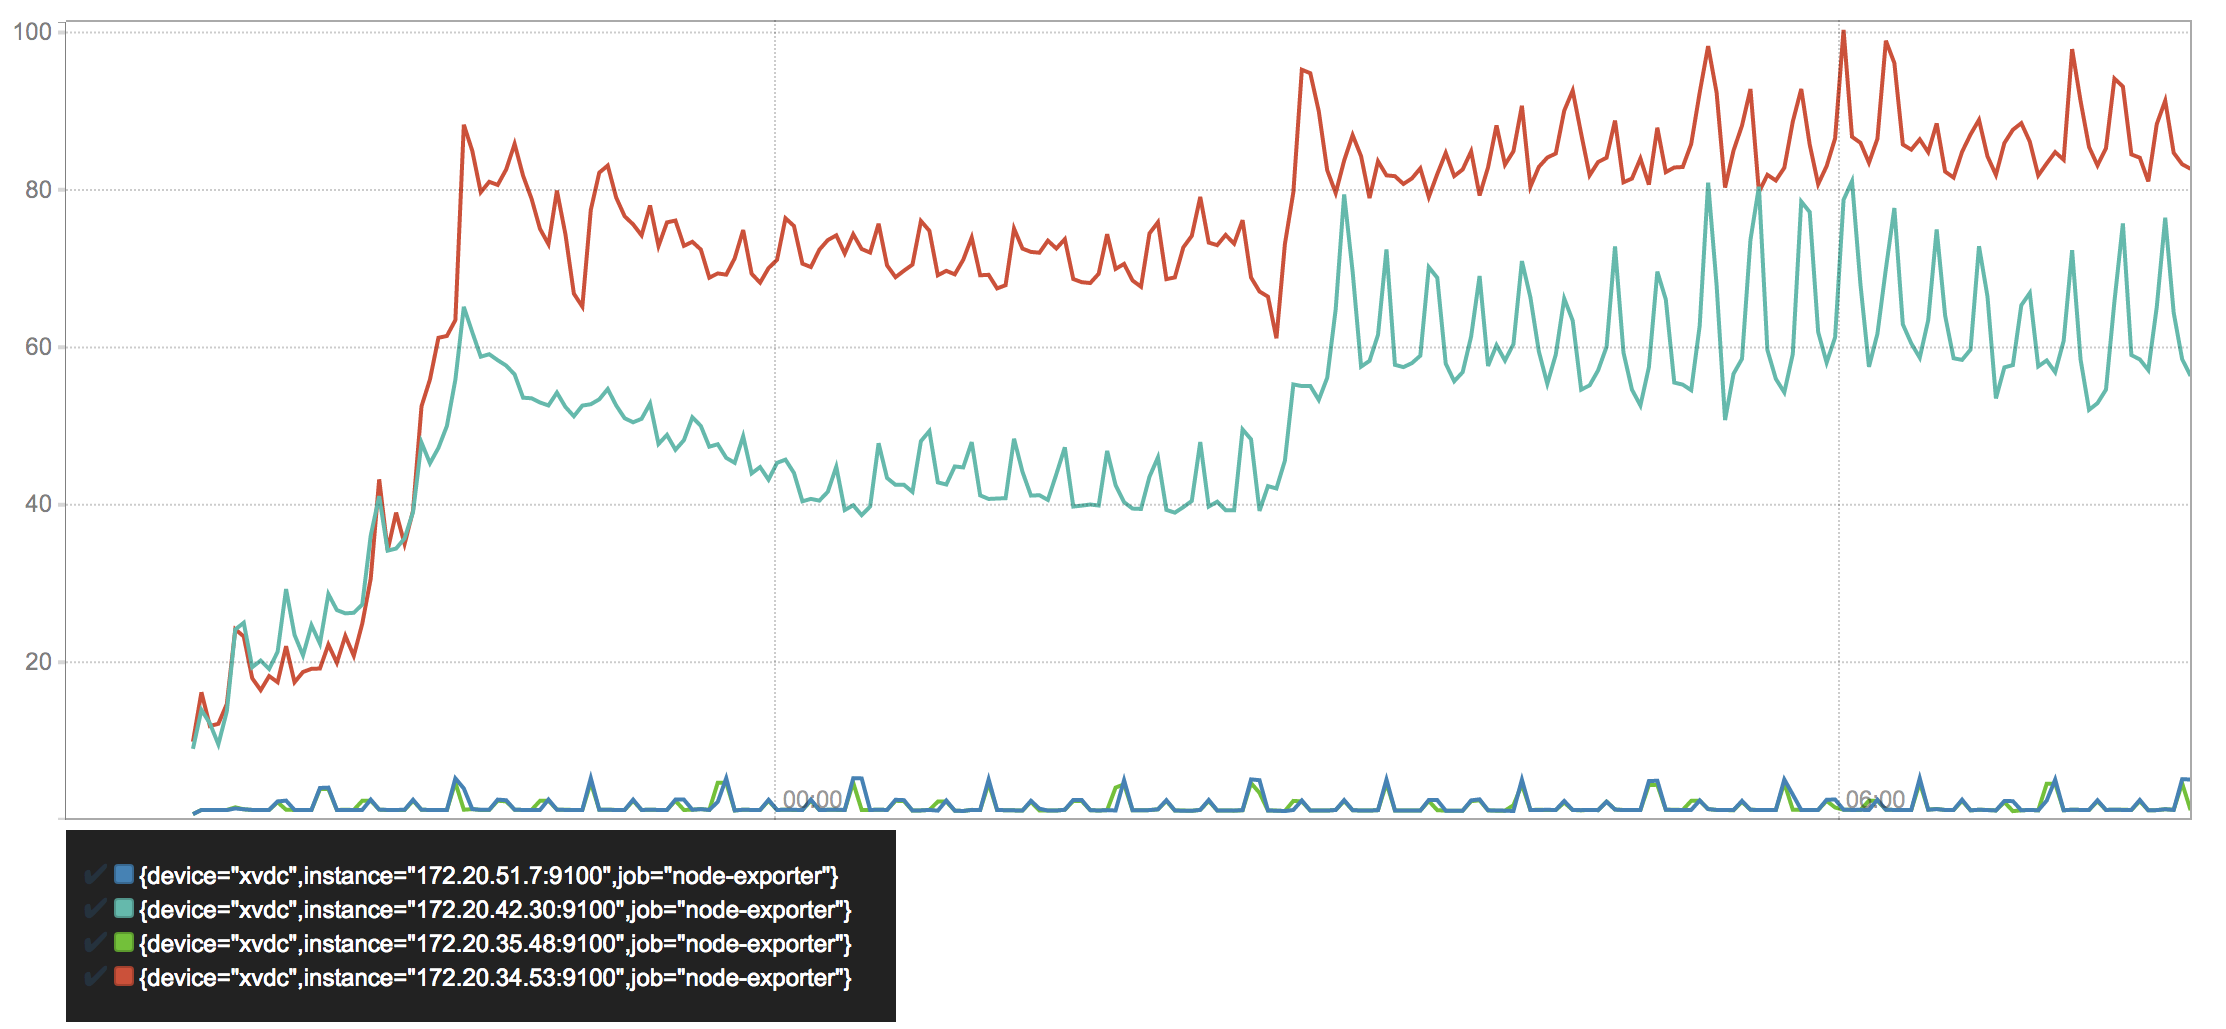 100
80
60
40
20
00:00
06:00
{device="xvdc",instance="172.20.51.7:9100",job="node-exporter"}
{device="xvdc",instance="172.20.42.30:9100",job="node-exporter"}
{device="xvdc",instance="172.20.35.48:9100",job="node-exporter"}
{device="xvdc",instance="172.20.34.53:9100",job="node-exporter"}